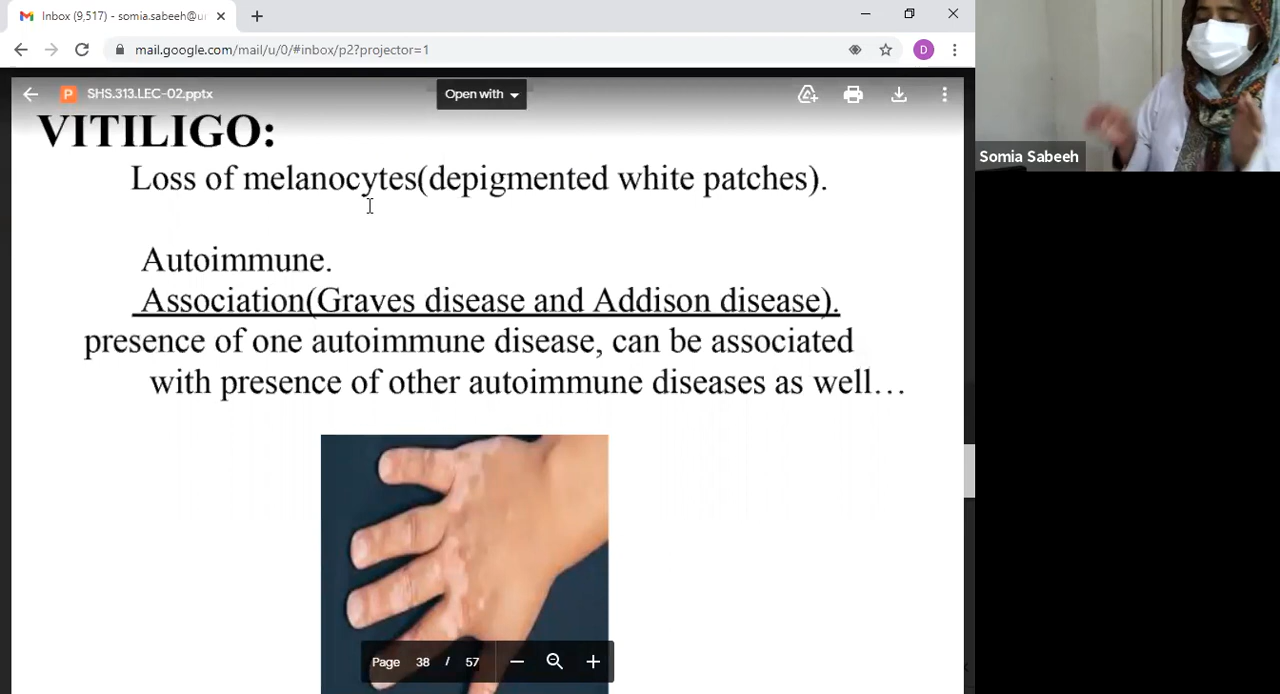 Inbox (9,517) - somia.sabeeh@u
mail.google.com/mail/u/0/#inbox/p2?projector=1
D
P SHS.313.LEC-02.pptx
Open with
VITILIGO:
Loss of melanocytes(depigmented white patches).
Autoimmune.
Association(Graves disease and Addison disease).
presence of one autoimmune disease, can be associated
with presence of other autoimmune diseases as well…
Page 38 / 57
Somia Sabeeh